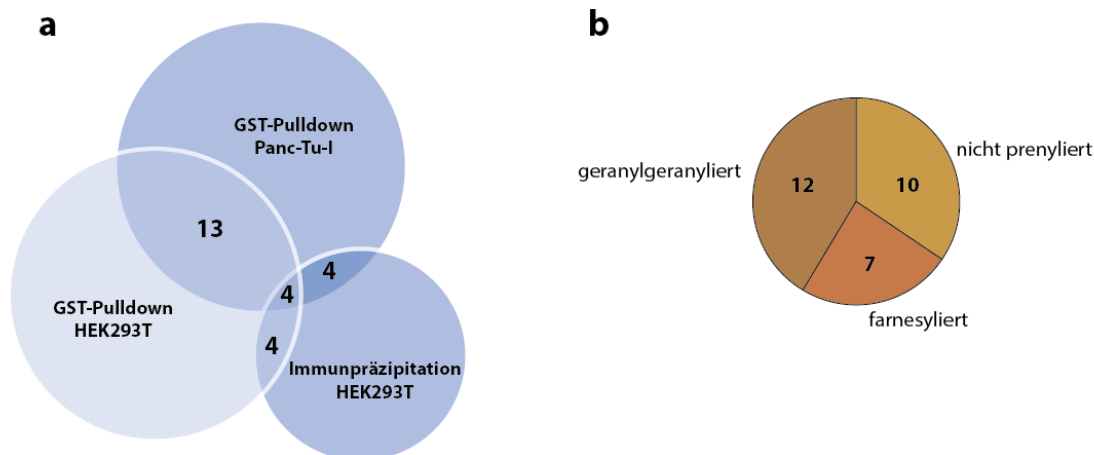 a
GST-Pulldown
Panc-Tu-I
13
4
4
GST-Pulldown
HEK293T
4
Immunpräzipitation
HEK293T
b
nicht prenyliert
geranylgeranyliert
12
10
7
farnesyliert